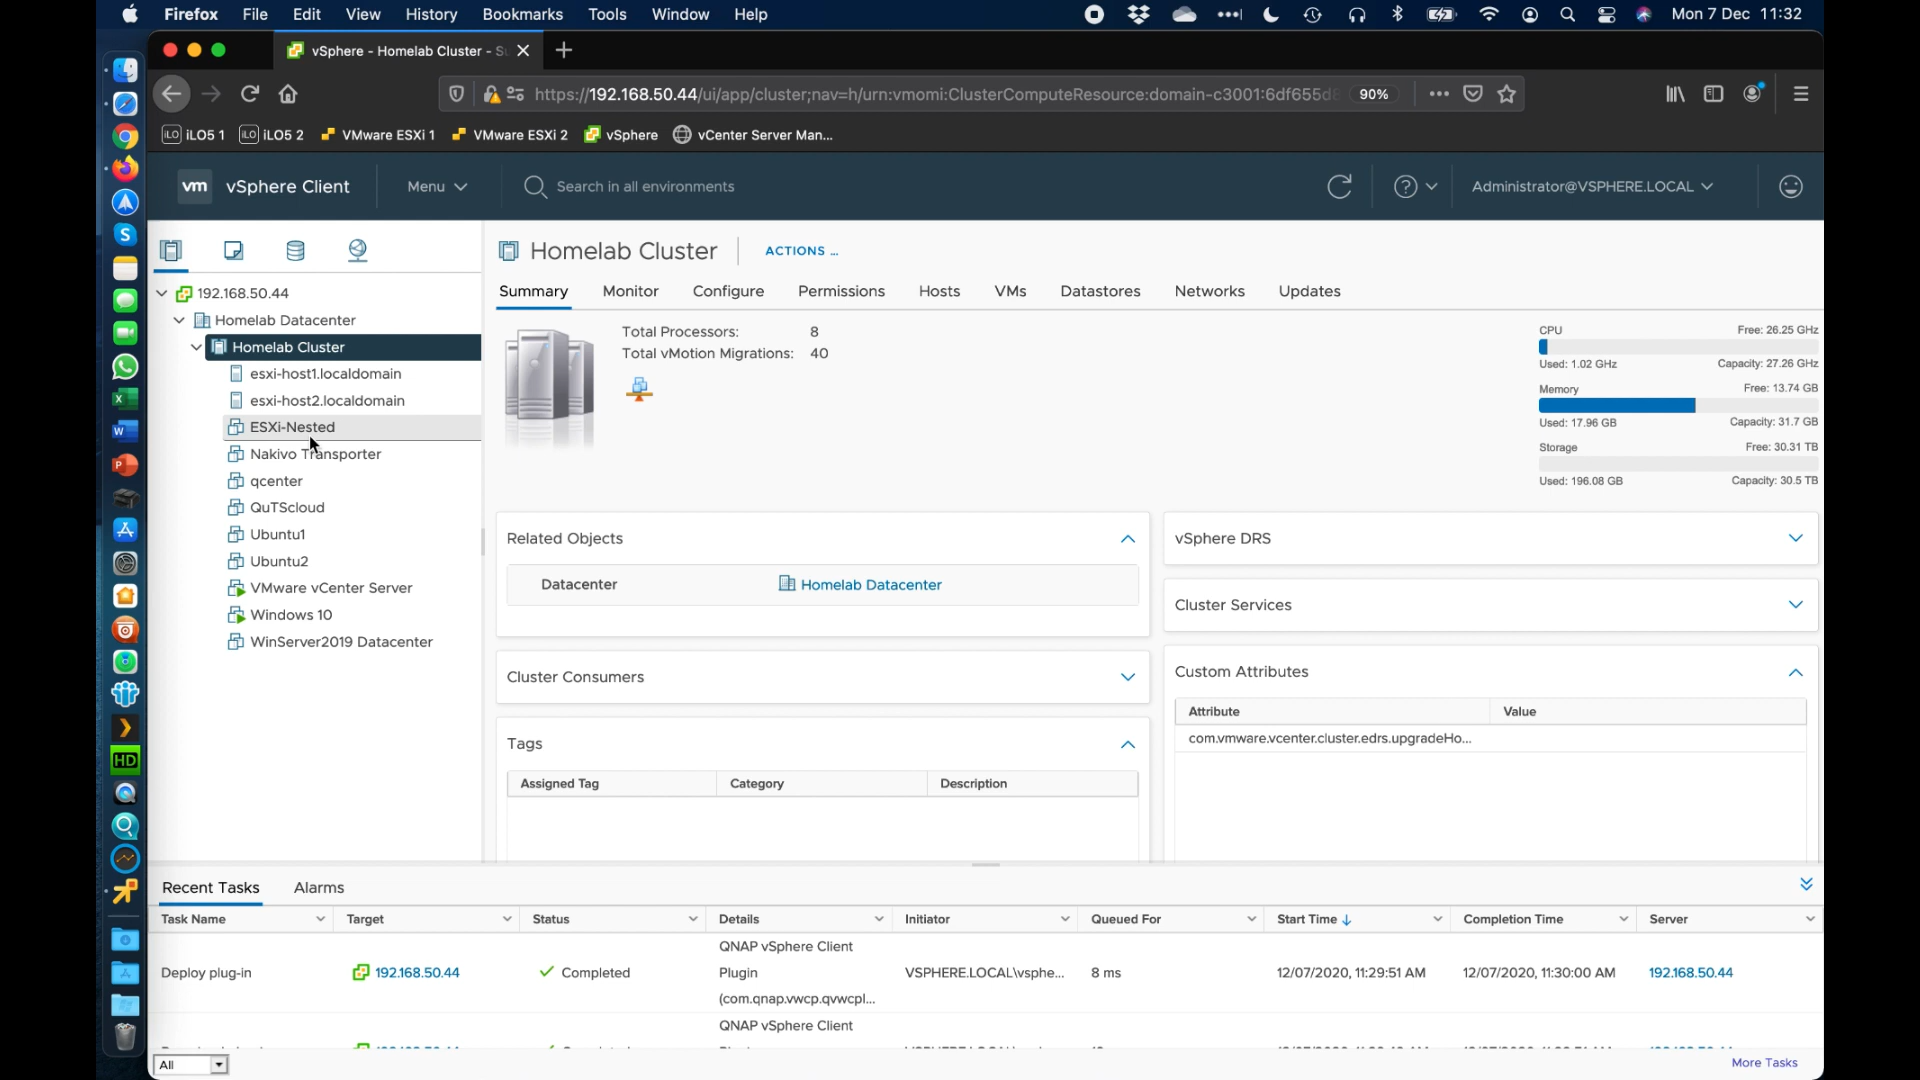 Firefox File Edit View History Bookmarks Tools Window Help Mon 7 Dec 11:32
vSphere - Homelab Cluster - S
https://192.168.50.44/ui/app/cluster;nav=h/urn:vmomi:ClusterComputeResource:domain-c3001:6df655d8 90%
iLO iLO5 1 iLO iLO5 2 VMware ESXi 1 VMware ESXi 2 vSphere vCenter Server Man...
vm vSphere Client Menu Search in all environments Administrator@VSPHERE.LOCAL
192.168.50.44
Homelab Datacenter
Homelab Cluster
esxi-host1.localdomain
esxi-host2.localdomain
ESXi-Nested
Nakivo Transporter
qcenter
QuTScloud
Ubuntu1
Ubuntu2
VMware vCenter Server
Windows 10
WinServer2019 Datacenter
Homelab Cluster ACTIONS ...
Summary Monitor Configure Permissions Hosts VMs Datastores Networks Updates
Total Processors: 8
Total vMotion Migrations: 40
CPU Free: 26.25 GHz
Used: 1.02 GHz Capacity: 27.26 GHz
Memory Free: 13.74 GB
Used: 17.96 GB Capacity: 31.7 GB
Storage Free: 30.31 TB
Used: 196.08 GB Capacity: 30.5 TB
Related Objects
Datacenter Homelab Datacenter
Cluster Consumers
Tags
Assigned Tag Category Description
vSphere DRS
Cluster Services
Custom Attributes
Attribute Value
com.vmware.vcenter.cluster.edrs.upgradeHo...
Recent Tasks Alarms
Task Name Target Status Details Initiator Queued For Start Time Completion Time Server
QNAP vSphere Client
Deploy plug-in 192.168.50.44 Completed Plugin VSPHERE.LOCAL\vsphe... 8 ms 12/07/2020, 11:29:51 AM 12/07/2020, 11:30:00 AM 192.168.50.44
(com.qnap.vwcp.qvwcpl...
QNAP vSphere Client
All More Tasks
HD